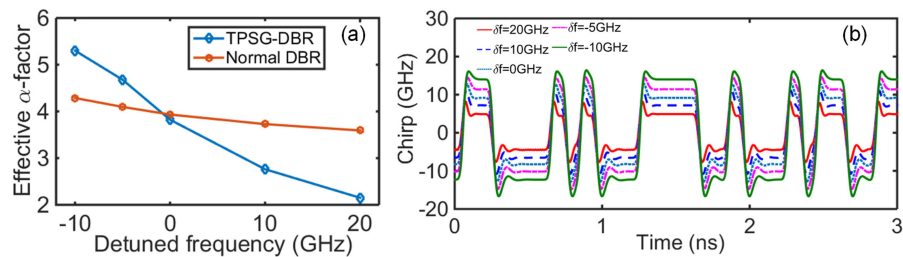 (a)
TPSG-DBR
Normal DBR
6
5
4
3
2
-10
0
10
20
Effective α-factor
Detuned frequency (GHz)
(b)
δf=20GHz
δf=-5GHz
δf=10GHz
δf=-10GHz
δf=0GHz
30
20
10
0
-10
-20
0
1
2
3
Chirp (GHz)
Time (ns)